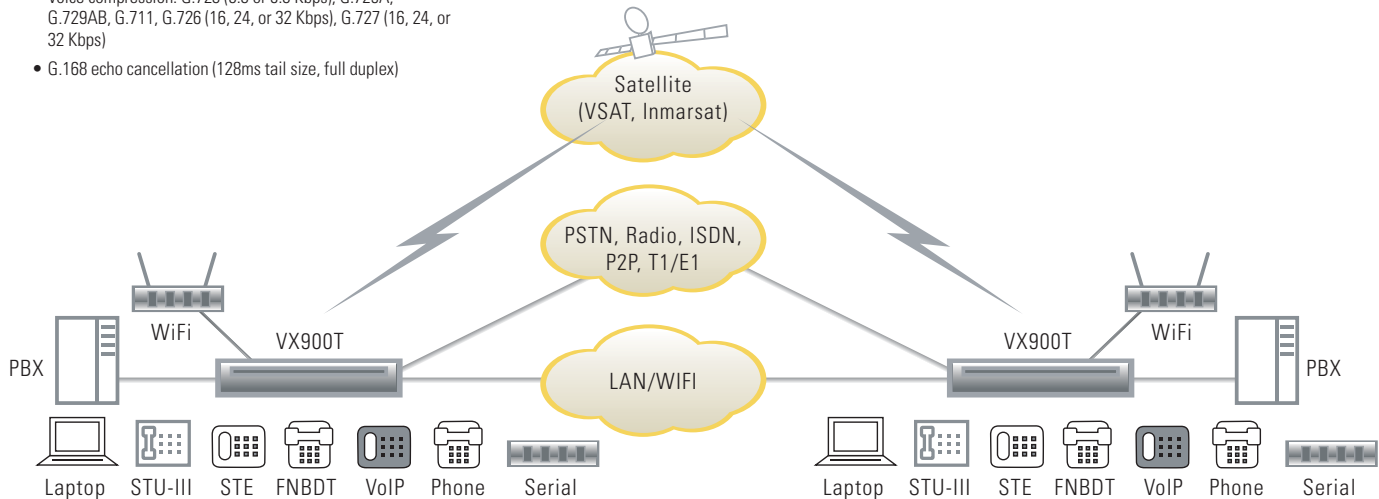 G.729AB, G.711, G.726 (16, 24, or 32 Kbps), G.727 (16, 24, or
32 Kbps)
• G.168 echo cancellation (128ms tail size, full duplex)
Satellite
(VSAT, Inmarsat)
PSTN, Radio, ISDN,
P2P, T1/E1
WiFi
VX900T
VX900T
WiFi
PBX
LAN/WIFI
PBX
Laptop STU-III STE FNBDT VoIP Phone Serial
Laptop STU-III STE FNBDT VoIP Phone Serial